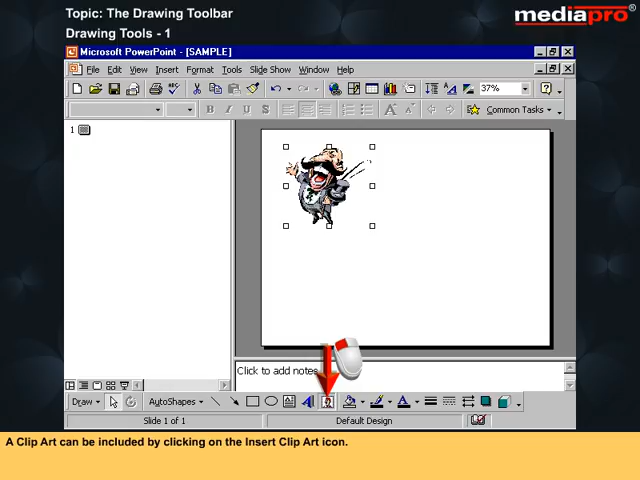 Topic: The Drawing Toolbar
mediapro®
Drawing Tools - 1
Microsoft PowerPoint - [SAMPLE]
File Edit View Insert Format Tools Slide Show Window Help
37%
B I U S A A Common Tasks
1
Click to add notes
Draw AutoShapes A A
Slide 1 of 1 Default Design
A Clip Art can be included by clicking on the Insert Clip Art icon.